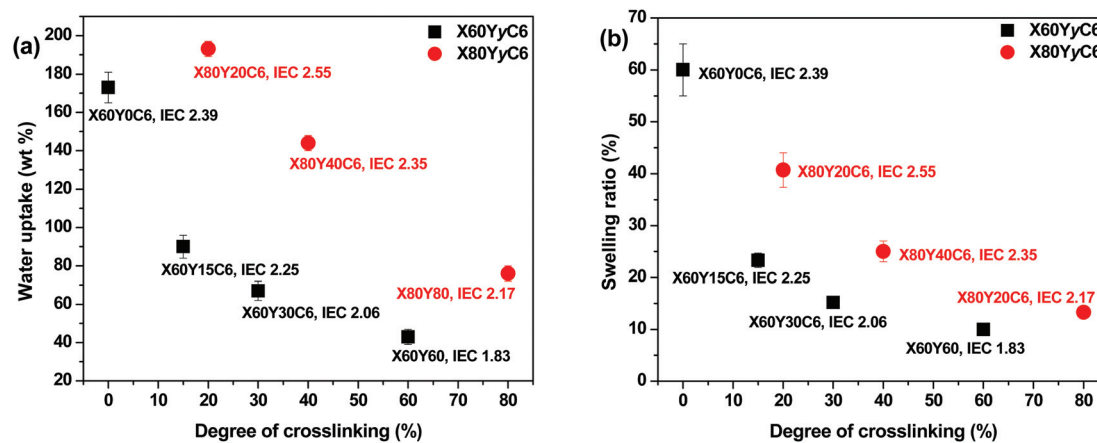 (a)
X60YyC6
X80YyC6
X80Y20C6, IEC 2.55
X60Y0C6, IEC 2.39
X80Y40C6, IEC 2.35
X60Y15C6, IEC 2.25
X80Y80, IEC 2.17
X60Y30C6, IEC 2.06
X60Y60, IEC 1.83
Water uptake (wt %)
200
180
160
140
120
100
80
60
40
20
0 10 20 30 40 50 60 70 80
Degree of crosslinking (%)
(b)
X60YyC6
X80YyC6
X60Y0C6, IEC 2.39
X80Y20C6, IEC 2.55
X80Y40C6, IEC 2.35
X60Y15C6, IEC 2.25
X80Y20C6, IEC 2.17
X60Y30C6, IEC 2.06
X60Y60, IEC 1.83
Swelling ratio (%)
70
60
50
40
30
20
10
0
0 10 20 30 40 50 60 70 80
Degree of crosslinking (%)